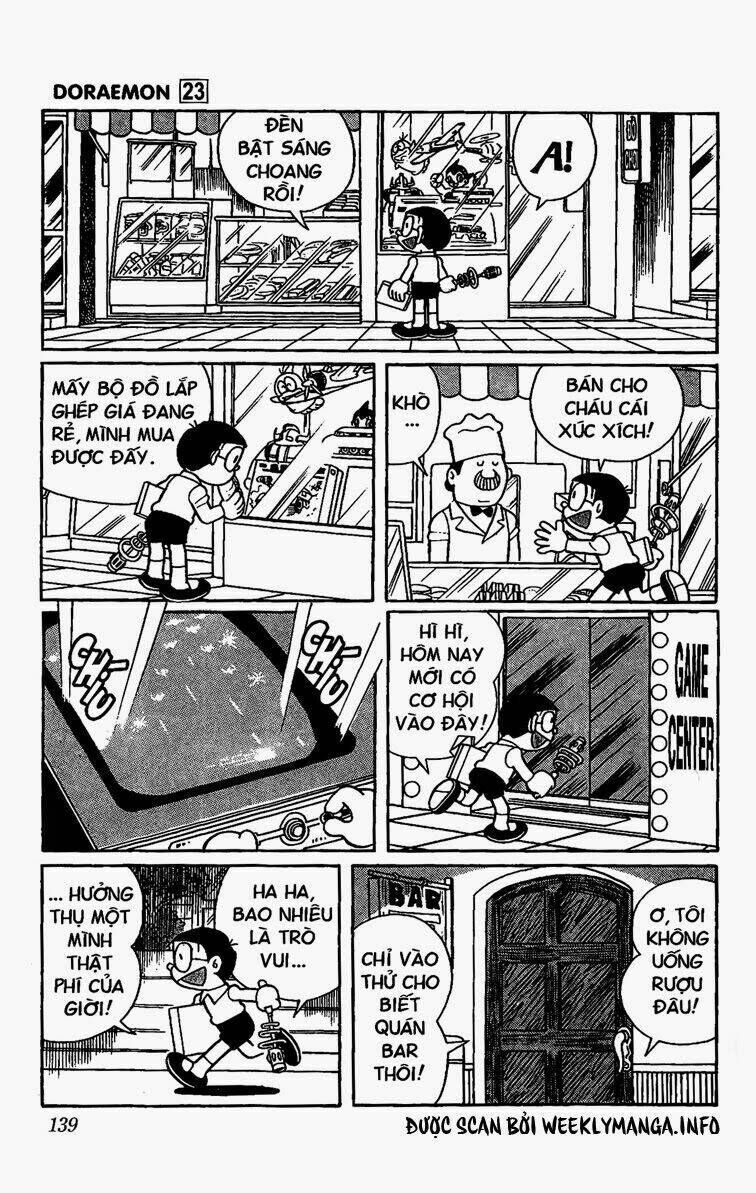 DORAEMON 23
A!
ĐỒ
CHƠI
ĐÈN
BẬT SÁNG
CHOANG
RỒI!
BÁN CHO
CHÁU CÁI
XÚC XÍCH!
KHÒ
...
MẤY BỘ ĐỒ LẮP
GHÉP GIÁ ĐANG
RẺ, MÌNH MUA
ĐƯỢC ĐẤY.
HÌ HÌ,
HÔM NAY
MỚI CÓ
CƠ HỘI
VÀO ĐÂY!
GAME
CENTER
CHÍU
CHÍU
Ơ, TÔI
KHÔNG
UỐNG
RƯỢU
ĐÂU!
BAR
CHỈ VÀO
THỬ CHO
BIẾT
QUÁN
BAR
THÔI!
HA HA,
BAO NHIÊU
LÀ TRÒ
VUI...
... HƯỞNG
THỤ MỘT
MÌNH
THẬT
PHÍ CỦA
GIỜI!
139
ĐƯỢC SCAN BỞI WEEKLYMANGA.INFO